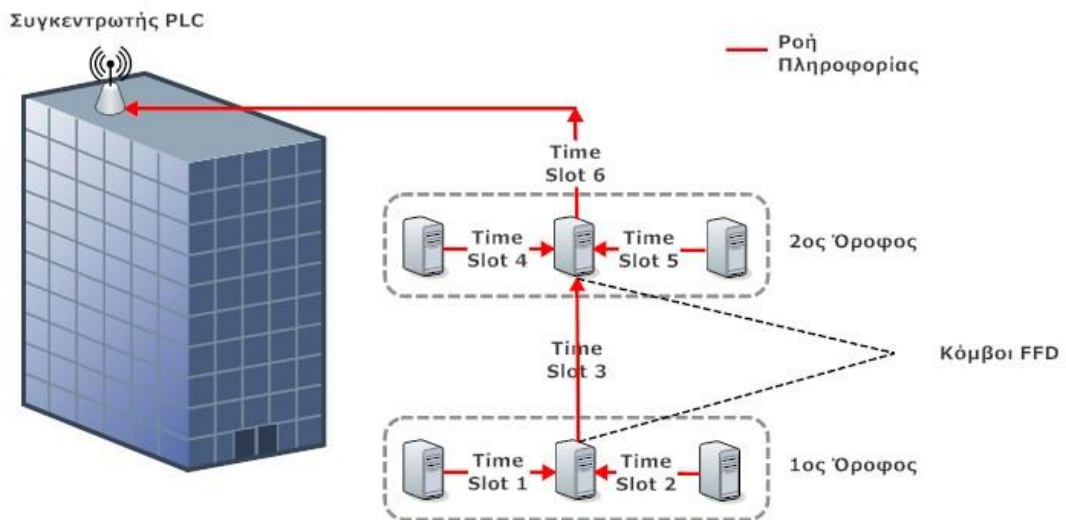 Συγκεντρωτής PLC
Ροή
Πληροφορίας
Time
Slot 6
Time
Slot 4
Time
Slot 5
2ος Όροφος
Time
Slot 3
Κόμβοι FFD
Time
Slot 1
Time
Slot 2
1ος Όροφος